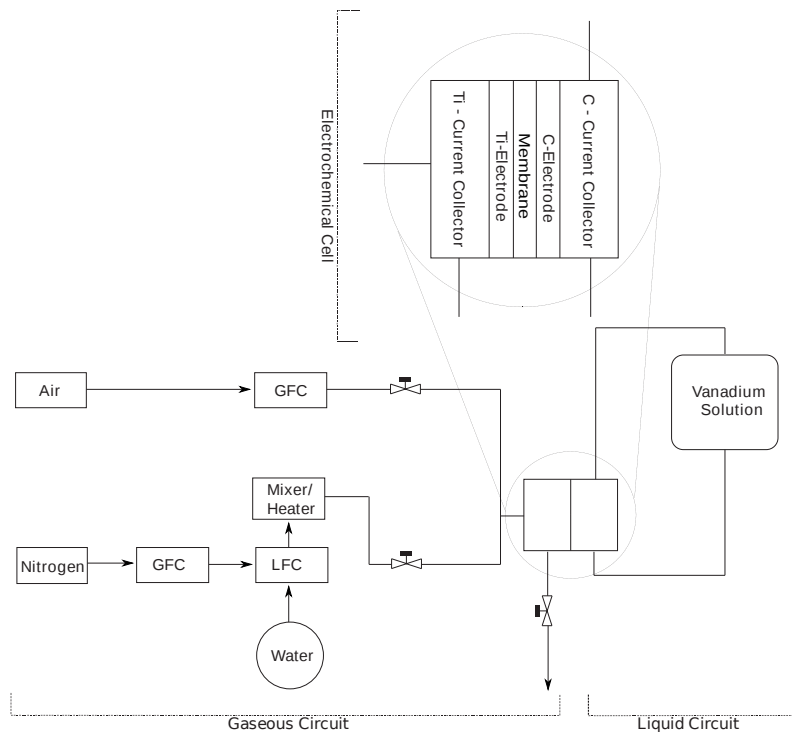 Electrochemical Cell
Ti - Current Collector
Ti-Electrode
Membrane
C-Electrode
C - Current Collector
Air
GFC
Vanadium
Solution
Mixer/
Heater
Nitrogen
GFC
LFC
Water
Gaseous Circuit
Liquid Circuit